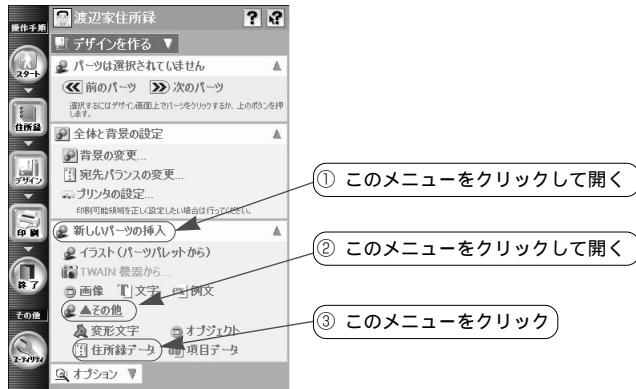 操作手順
スタート
住所録
デザイン
印刷
終了
その他
ユーティリティ
渡辺家住所録
デザインを作る ▼
パーツは選択されていません
前のパーツ 次のパーツ
選択するにはデザイン画面上でパーツをクリックするか、上のボタンを押
します。
全体と背景の設定
背景の変更...
宛先バランスの変更...
プリンタの設定...
印刷可能領域を正しく設定したい場合は行ってください。
新しいパーツの挿入
イラスト(パーツパレットから)
TWAIN 機器から...
画像 文字 例文
▲その他
変形文字 オブジェクト
住所録データ 項目データ
オプション ▼
① このメニューをクリックして開く
② このメニューをクリックして開く
③ このメニューをクリック